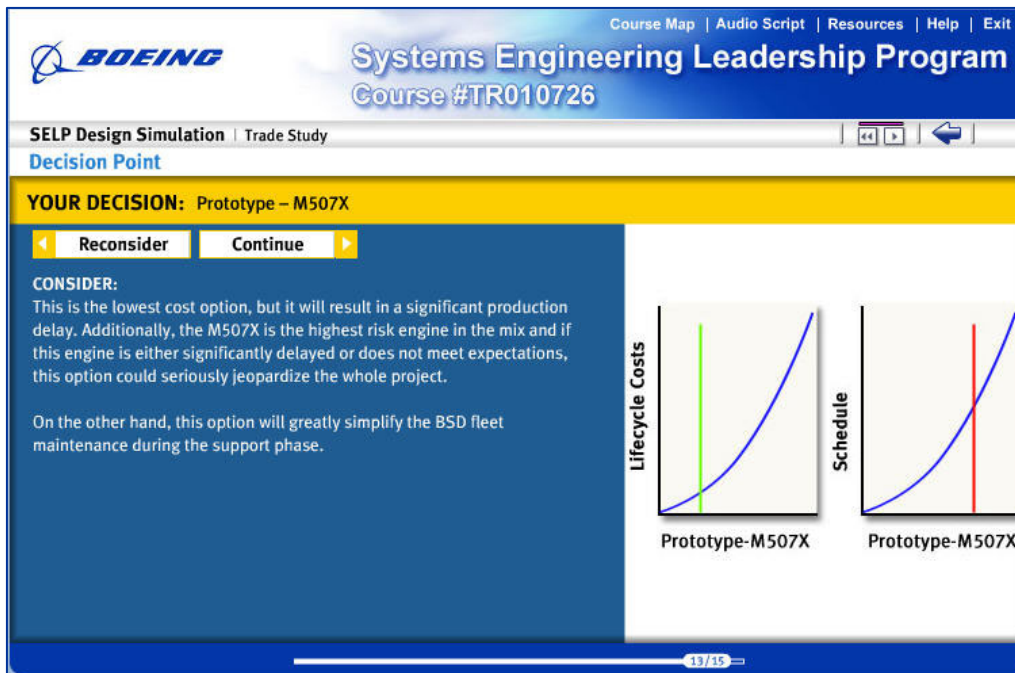 Course Map | Audio Script | Resources | Help | Exit
BOEING
Systems Engineering Leadership Program
Course #TR010726
SELP Design Simulation | Trade Study
Decision Point
YOUR DECISION: Prototype – M507X
Reconsider
Continue
CONSIDER:
This is the lowest cost option, but it will result in a significant production
delay. Additionally, the M507X is the highest risk engine in the mix and if
this engine is either significantly delayed or does not meet expectations,
this option could seriously jeopardize the whole project.
On the other hand, this option will greatly simplify the BSD fleet
maintenance during the support phase.
Lifecycle Costs
Prototype-M507X
Schedule
Prototype-M507X
13/15